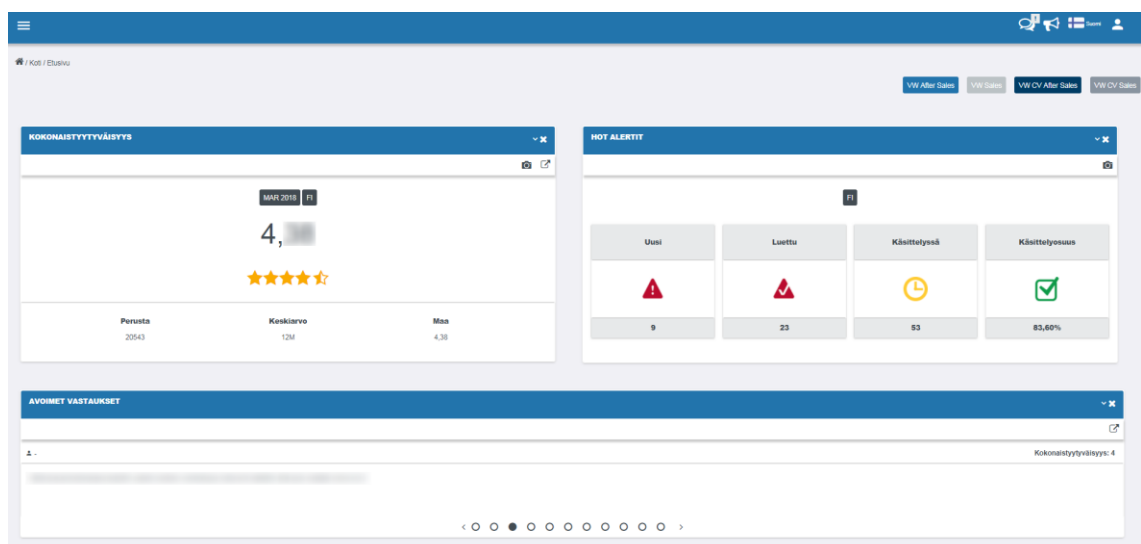 1
Suomi
/ Koti / Etusivu
VW After Sales VW Sales VW CV After Sales VW CV Sales
KOKONAISTYYTYVÄISYYS
MAR 2018 FI
4,
Perusta Keskiarvo Maa
20543 12M 4,38
HOT ALERTIT
FI
Uusi Luettu Käsittelyssä Käsittelyosuus
9 23 53 83,60%
AVOIMET VASTAUKSET
-
Kokonaistyytyväisyys: 4